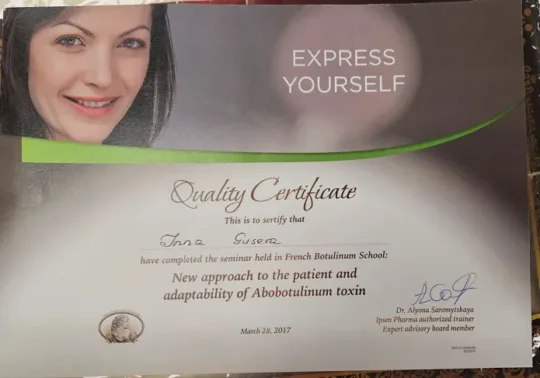 EXPRESS
YOURSELF
Quality Certificate
This is to certify that
Inna Guseva
have completed the seminar held in French Botulinum School:
New approach to the patient and
adaptability of Abobotulinum toxin
Dr. Alyona Saromytskaya
Ipsen Pharma authorized trainer
Expert advisory board member
March 28, 2017